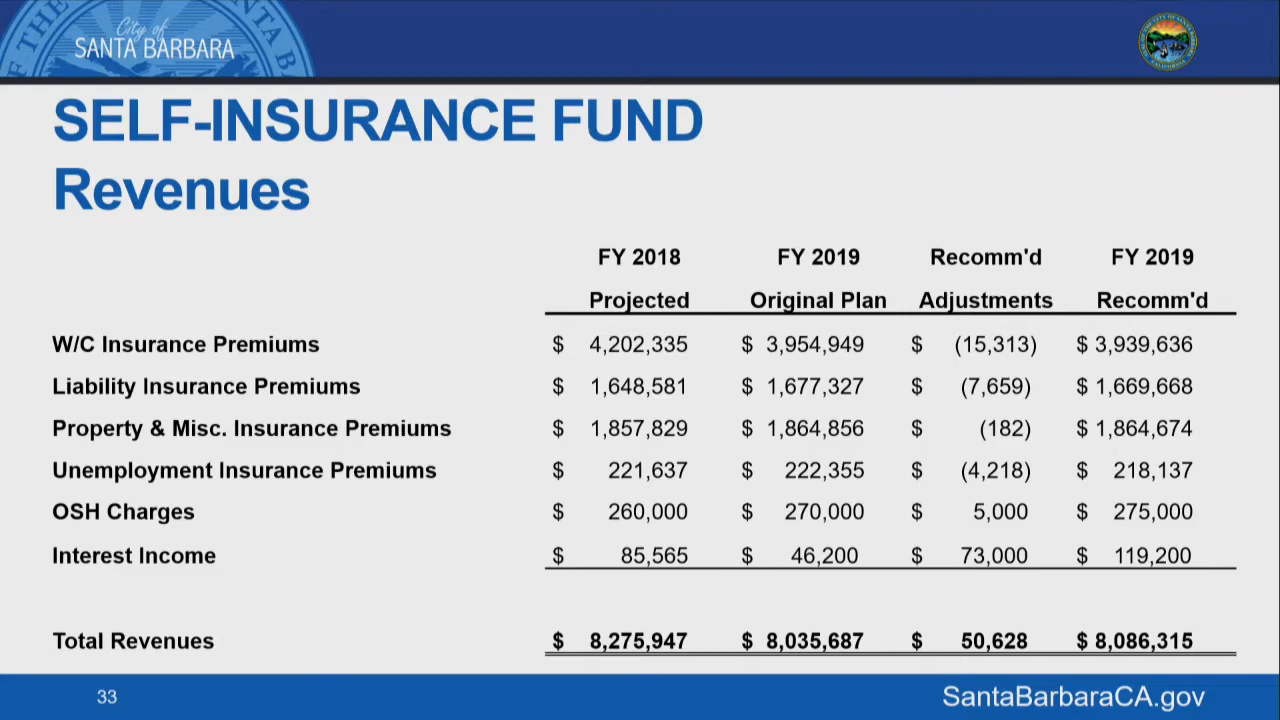 City of
SANTA BARBARA
SELF-INSURANCE FUND
Revenues
FY 2018 FY 2019 Recomm'd FY 2019
Projected Original Plan Adjustments Recomm'd
W/C Insurance Premiums $ 4,202,335 $ 3,954,949 $ (15,313) $ 3,939,636
Liability Insurance Premiums $ 1,648,581 $ 1,677,327 $ (7,659) $ 1,669,668
Property & Misc. Insurance Premiums $ 1,857,829 $ 1,864,856 $ (182) $ 1,864,674
Unemployment Insurance Premiums $ 221,637 $ 222,355 $ (4,218) $ 218,137
OSH Charges $ 260,000 $ 270,000 $ 5,000 $ 275,000
Interest Income $ 85,565 $ 46,200 $ 73,000 $ 119,200
Total Revenues $ 8,275,947 $ 8,035,687 $ 50,628 $ 8,086,315
33
SantaBarbaraCA.gov